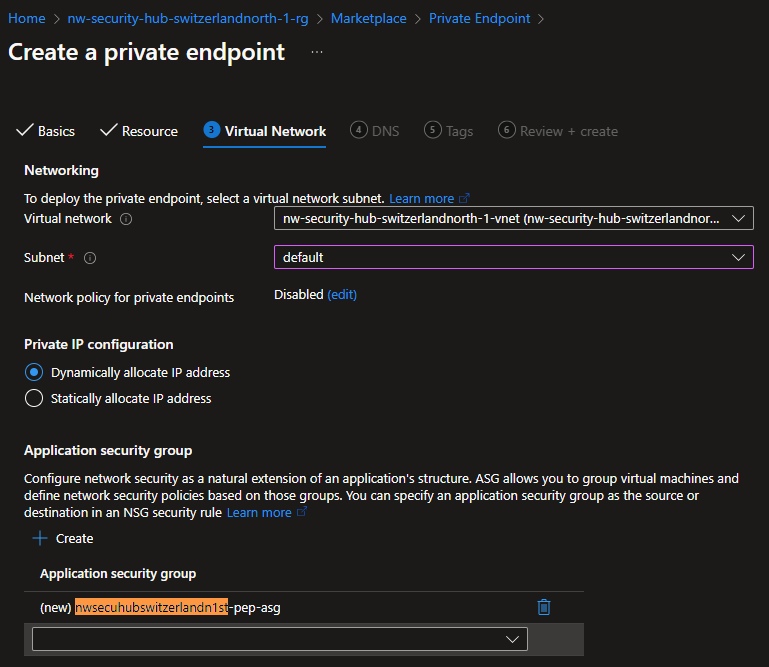 Home > nw-security-hub-switzerlandnorth-1-rg > Marketplace > Private Endpoint >
Create a private endpoint ...
Basics Resource 3 Virtual Network 4 DNS 5 Tags 6 Review + create
Networking
To deploy the private endpoint, select a virtual network subnet. Learn more
Virtual network nw-security-hub-switzerlandnorth-1-vnet (nw-security-hub-switzerlandnor...
Subnet * default
Network policy for private endpoints Disabled (edit)
Private IP configuration
Dynamically allocate IP address
Statically allocate IP address
Application security group
Configure network security as a natural extension of an application's structure. ASG allows you to group virtual machines and
define network security policies based on those groups. You can specify an application security group as the source or
destination in an NSG security rule Learn more
+ Create
Application security group
(new) nwsecuhubswitzerlandn1st-pep-asg